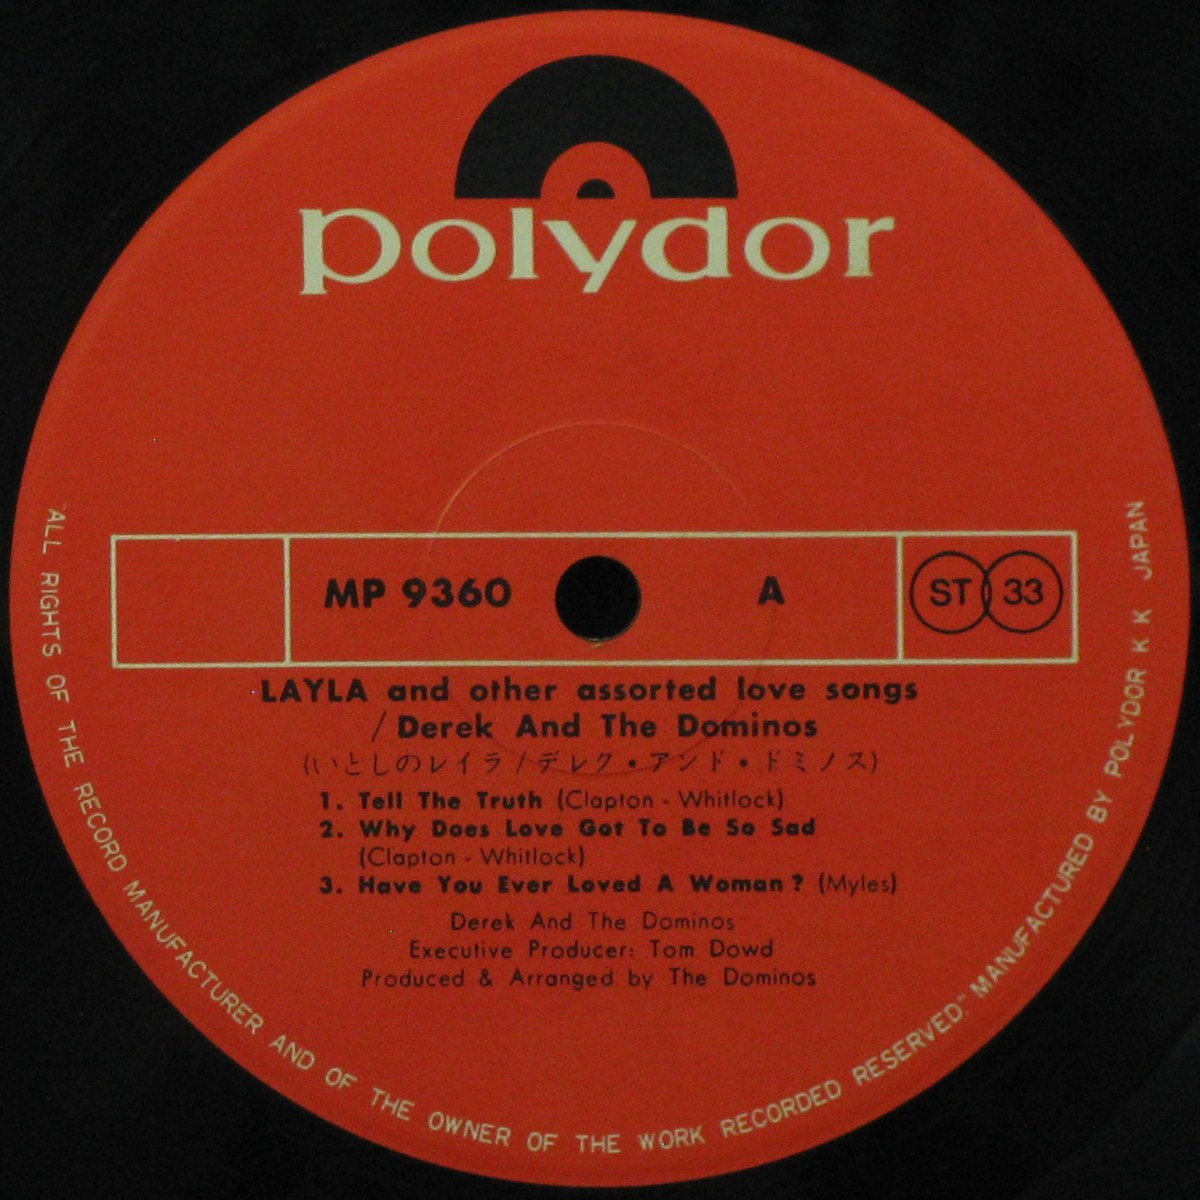 polydor
MP 9360
A
ST 33
LAYLA and other assorted love songs
/ Derek And The Dominos
(いとしのレイラ/デレク・アンド・ドミノス)
1. Tell The Truth (Clapton - Whitlock)
2. Why Does Love Got To Be So Sad
(Clapton - Whitlock)
3. Have You Ever Loved A Woman? (Myles)
Derek And The Dominos
Executive Producer: Tom Dowd
Produced & Arranged by The Dominos
"ALL RIGHTS OF THE RECORD MANUFACTURER AND OF THE OWNER OF THE WORK RECORDED RESERVED." MANUFACTURED BY POLYDOR K K JAPAN